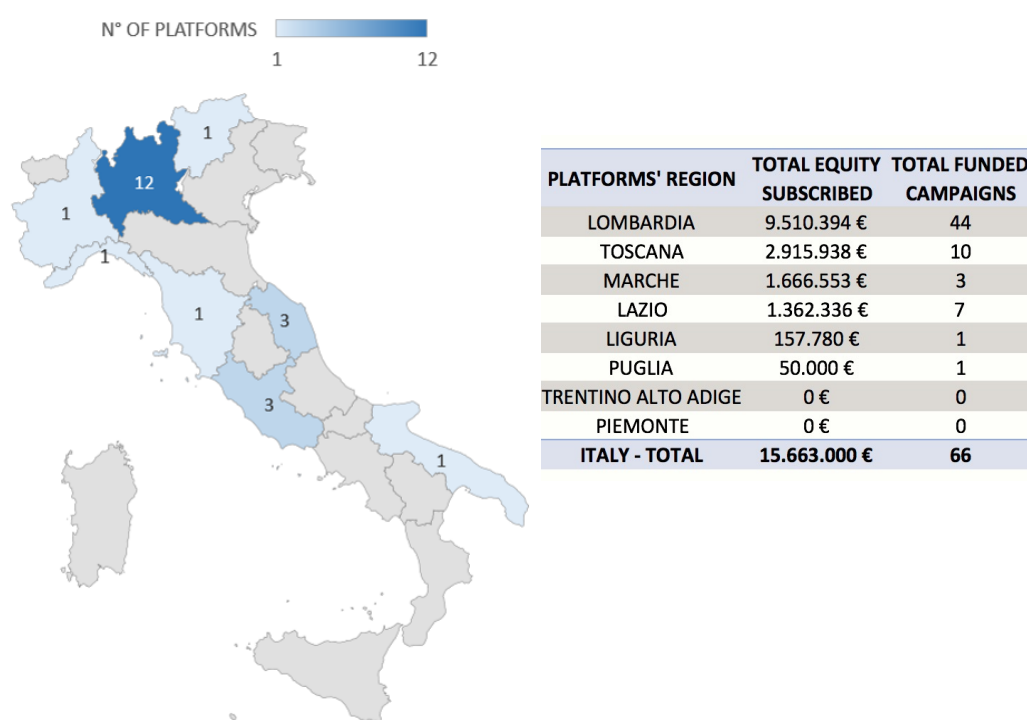 N° OF PLATFORMS
1 12
1
12
1
1
1
3
3
1
PLATFORMS' REGION TOTAL EQUITY SUBSCRIBED TOTAL FUNDED CAMPAIGNS
LOMBARDIA 9.510.394 € 44
TOSCANA 2.915.938 € 10
MARCHE 1.666.553 € 3
LAZIO 1.362.336 € 7
LIGURIA 157.780 € 1
PUGLIA 50.000 € 1
TRENTINO ALTO ADIGE 0 € 0
PIEMONTE 0 € 0
ITALY - TOTAL 15.663.000 € 66